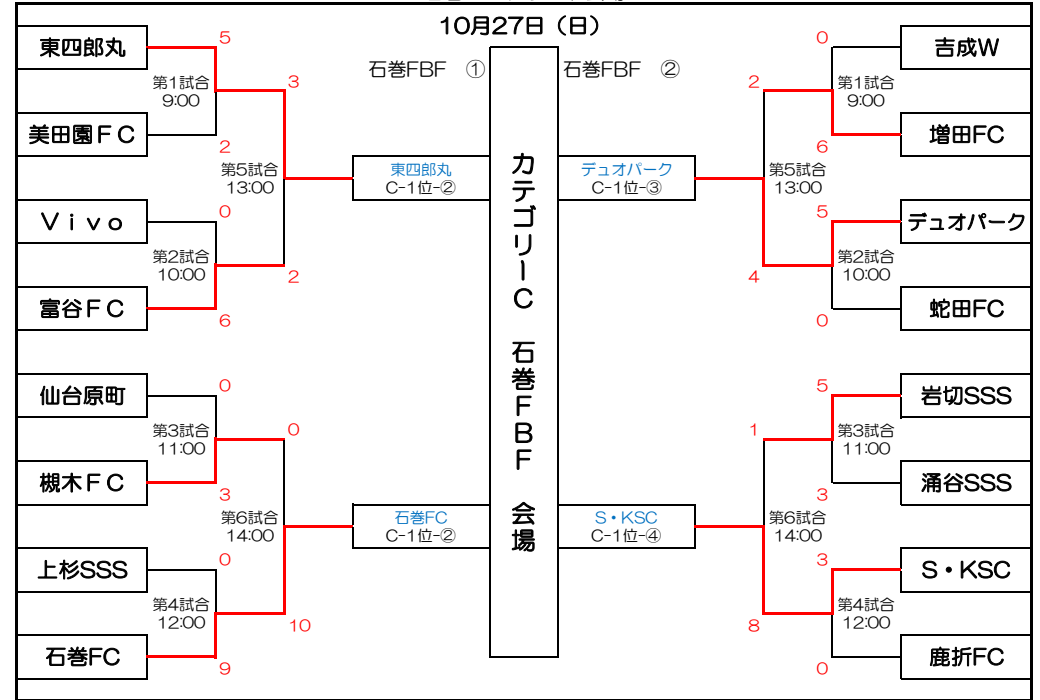 10月27日（日）
石巻FBF ①
石巻FBF ②
カテゴリーC 石巻FBF 会場
東四郎丸
5
第1試合
9:00
3
美田園ＦＣ
2
第5試合
13:00
東四郎丸
C-1位-②
Ｖｉｖｏ
0
第2試合
10:00
2
富谷ＦＣ
6
仙台原町
0
第3試合
11:00
0
槻木ＦＣ
3
第6試合
14:00
石巻FC
C-1位-②
上杉SSS
0
第4試合
12:00
10
石巻FC
9
0
吉成W
2
第1試合
9:00
6
増田FC
デュオパーク
C-1位-③
第5試合
13:00
5
デュオパーク
4
第2試合
10:00
0
蛇田FC
5
岩切SSS
1
第3試合
11:00
3
涌谷SSS
S・KSC
C-1位-④
第6試合
14:00
3
S・KSC
8
第4試合
12:00
0
鹿折FC